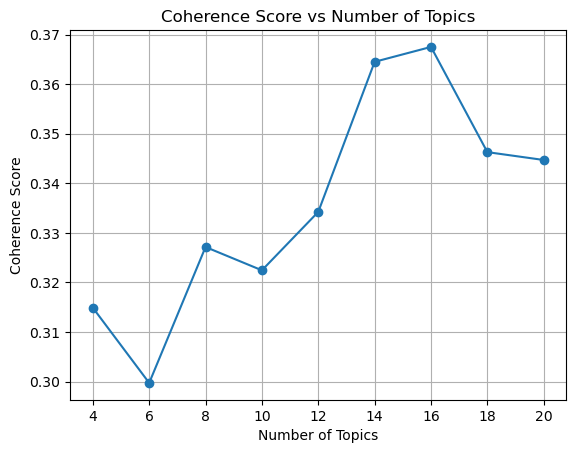 Coherence Score vs Number of Topics
0.37
0.36
0.35
0.34
0.33
0.32
0.31
0.30
Coherence Score
4 6 8 10 12 14 16 18 20
Number of Topics